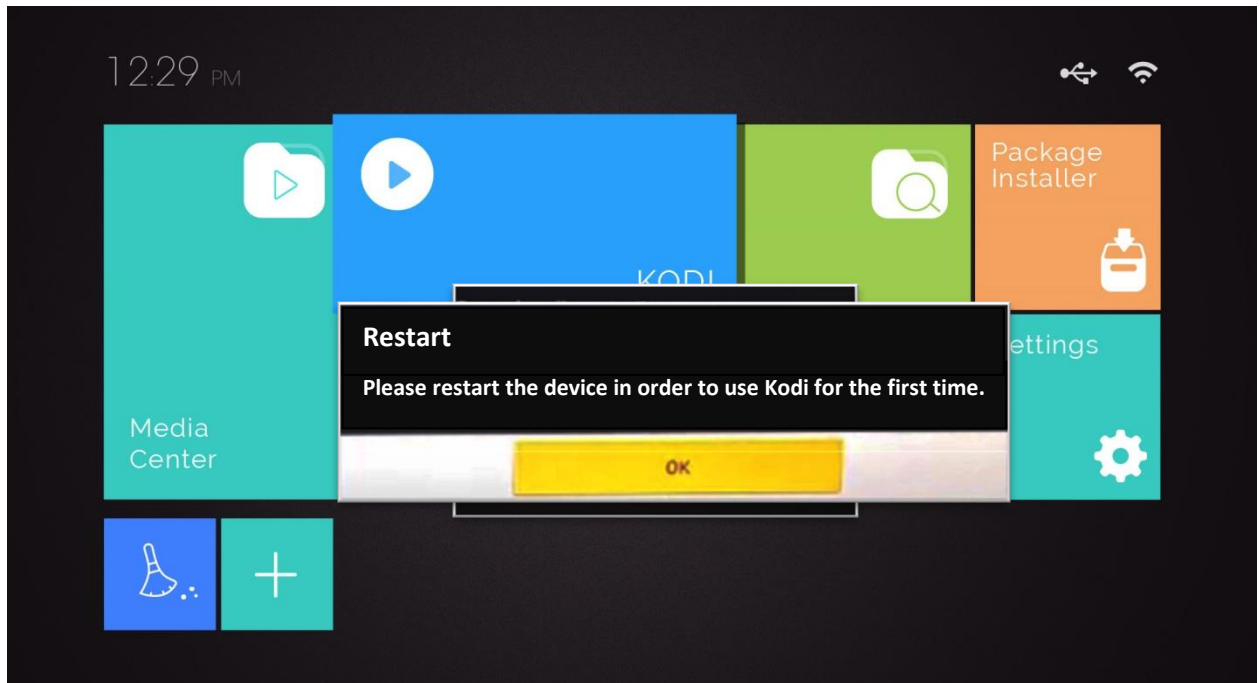 12:29 PM
Package
Installer
KODI
Restart
Please restart the device in order to use Kodi for the first time.
ettings
Media
Center
OK